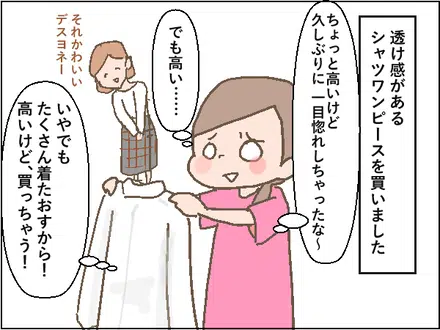 透け感がある
シャツワンピースを買いました
ちょっと高いけど
久しぶりに一目惚れしちゃったな～
でも高い……
それかわいい
デスヨネー
いやでも
たくさん着たおすから！
高いけど、買っちゃう！